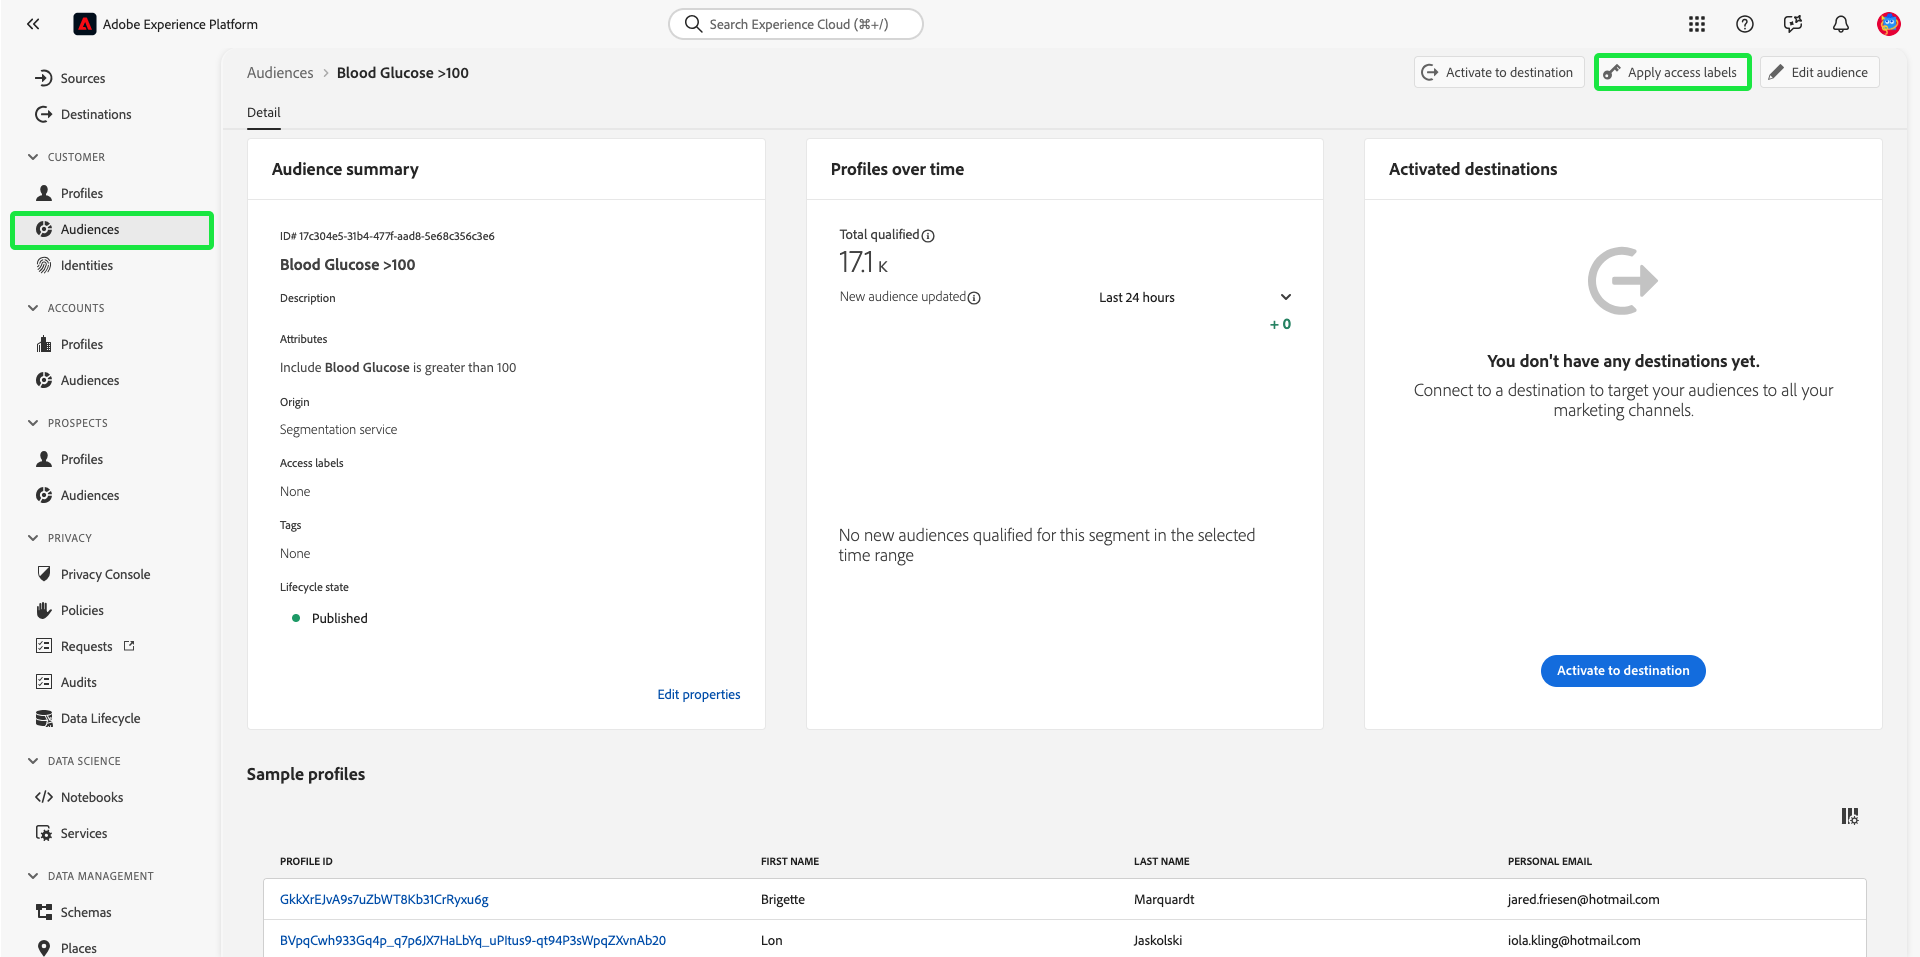 Adobe Experience Platform
Search Experience Cloud (⌘+/)
Sources
Destinations
CUSTOMER
Profiles
Audiences
Identities
ACCOUNTS
Profiles
Audiences
PROSPECTS
Profiles
Audiences
PRIVACY
Privacy Console
Policies
Requests
Audits
Data Lifecycle
DATA SCIENCE
Notebooks
Services
DATA MANAGEMENT
Schemas
Places
Audiences > Blood Glucose >100
Activate to destination
Apply access labels
Edit audience
Detail
Audience summary
ID# 17c304e5-31b4-477f-aad8-5e68c356c3e6
Blood Glucose >100
Description
Attributes
Include Blood Glucose is greater than 100
Origin
Segmentation service
Access labels
None
Tags
None
Lifecycle state
Published
Edit properties
Profiles over time
Total qualified
17.1 K
New audience updated
Last 24 hours
+ 0
No new audiences qualified for this segment in the selected
time range
Activated destinations
You don't have any destinations yet.
Connect to a destination to target your audiences to all your
marketing channels.
Activate to destination
Sample profiles
PROFILE ID FIRST NAME LAST NAME PERSONAL EMAIL
GkkXrEJvA9s7uZbWT8Kb31CrRyxu6g Brigette Marquardt jared.friesen@hotmail.com
BVpqCwh933Gq4p_q7p6JX7HaLbYq_uPItus9-qt94P3sWpqZXvnAb20 Lon Jaskolski iola.kling@hotmail.com